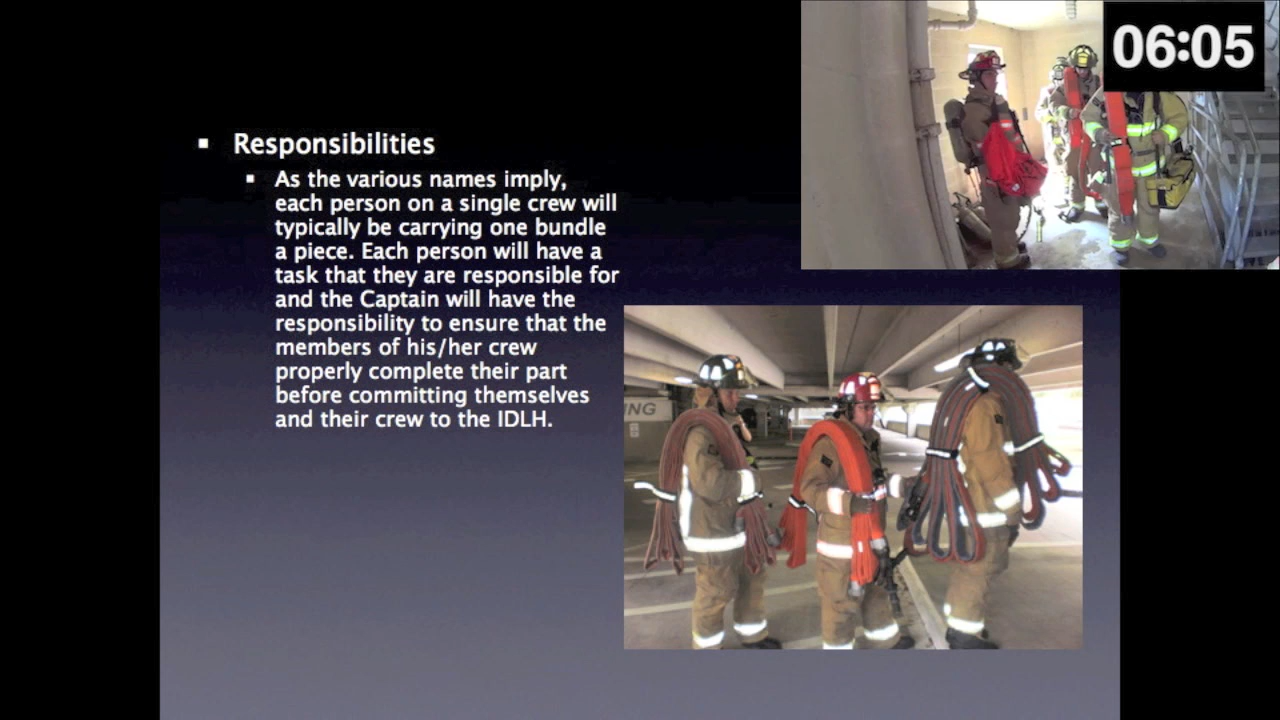 06:05
Responsibilities
As the various names imply,
each person on a single crew will
typically be carrying one bundle
a piece. Each person will have a
task that they are responsible for
and the Captain will have the
responsibility to ensure that the
members of his/her crew
properly complete their part
before committing themselves
and their crew to the IDLH.
NG